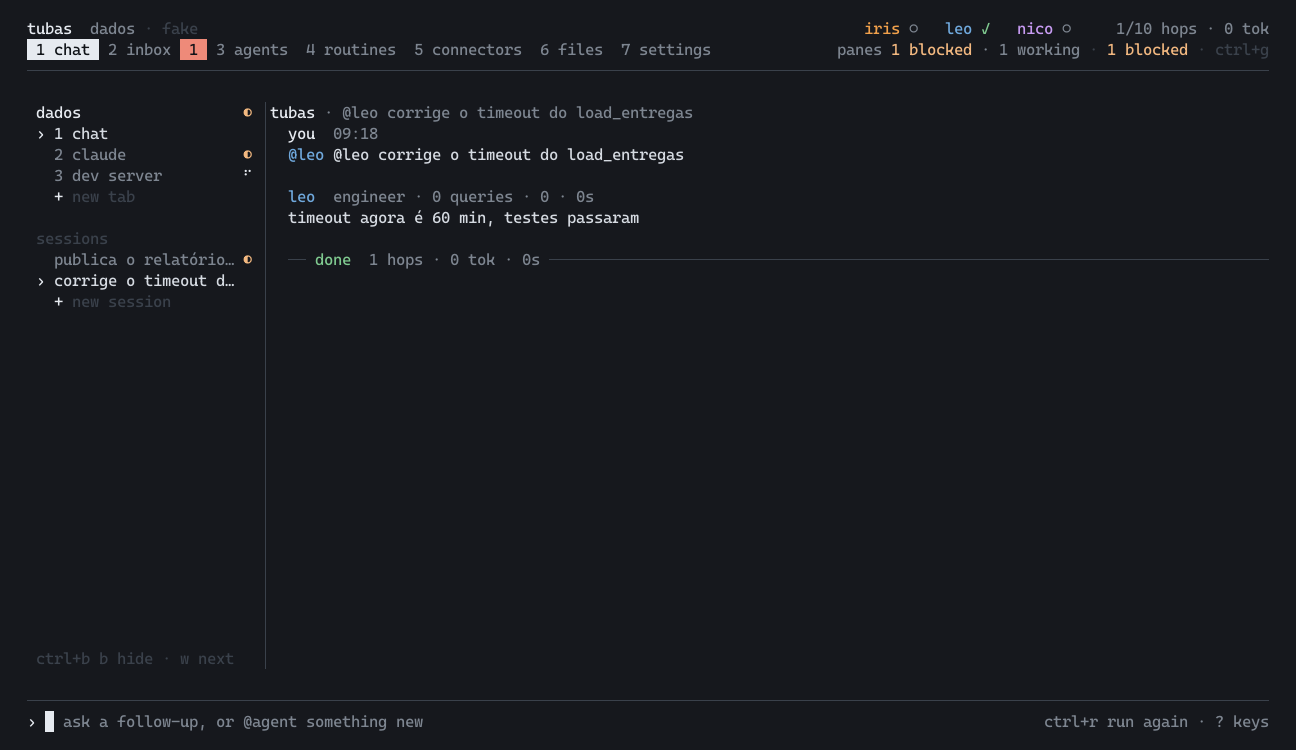 tubas  dados · fake  iris ○  leo ✓  nico ○  1/10 hops · 0 tok
1 chat  2 inbox  1  3 agents  4 routines  5 connectors  6 files  7 settings  panes 1 blocked · 1 working · 1 blocked · ctrl+g
dados ◐
› 1 chat
2 claude ◐
3 dev server
+ new tab
sessions
publica o relatório… ◐
› corrige o timeout d…
+ new session
ctrl+b b hide · w next
tubas · @leo corrige o timeout do load_entregas
you  09:18
@leo @leo corrige o timeout do load_entregas
leo  engineer · 0 queries · 0 · 0s
timeout agora é 60 min, testes passaram
── done  1 hops · 0 tok · 0s
› ask a follow-up, or @agent something new  ctrl+r run again · ? keys